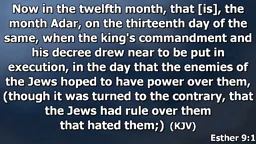 Now in the twelfth month, that [is], the
month Adar, on the thirteenth day of the
same, when the king's commandment and
his decree drew near to be put in
execution, in the day that the enemies of
the Jews hoped to have power over them,
(though it was turned to the contrary, that
the Jews had rule over them
that hated them;) (KJV)
Esther 9:1